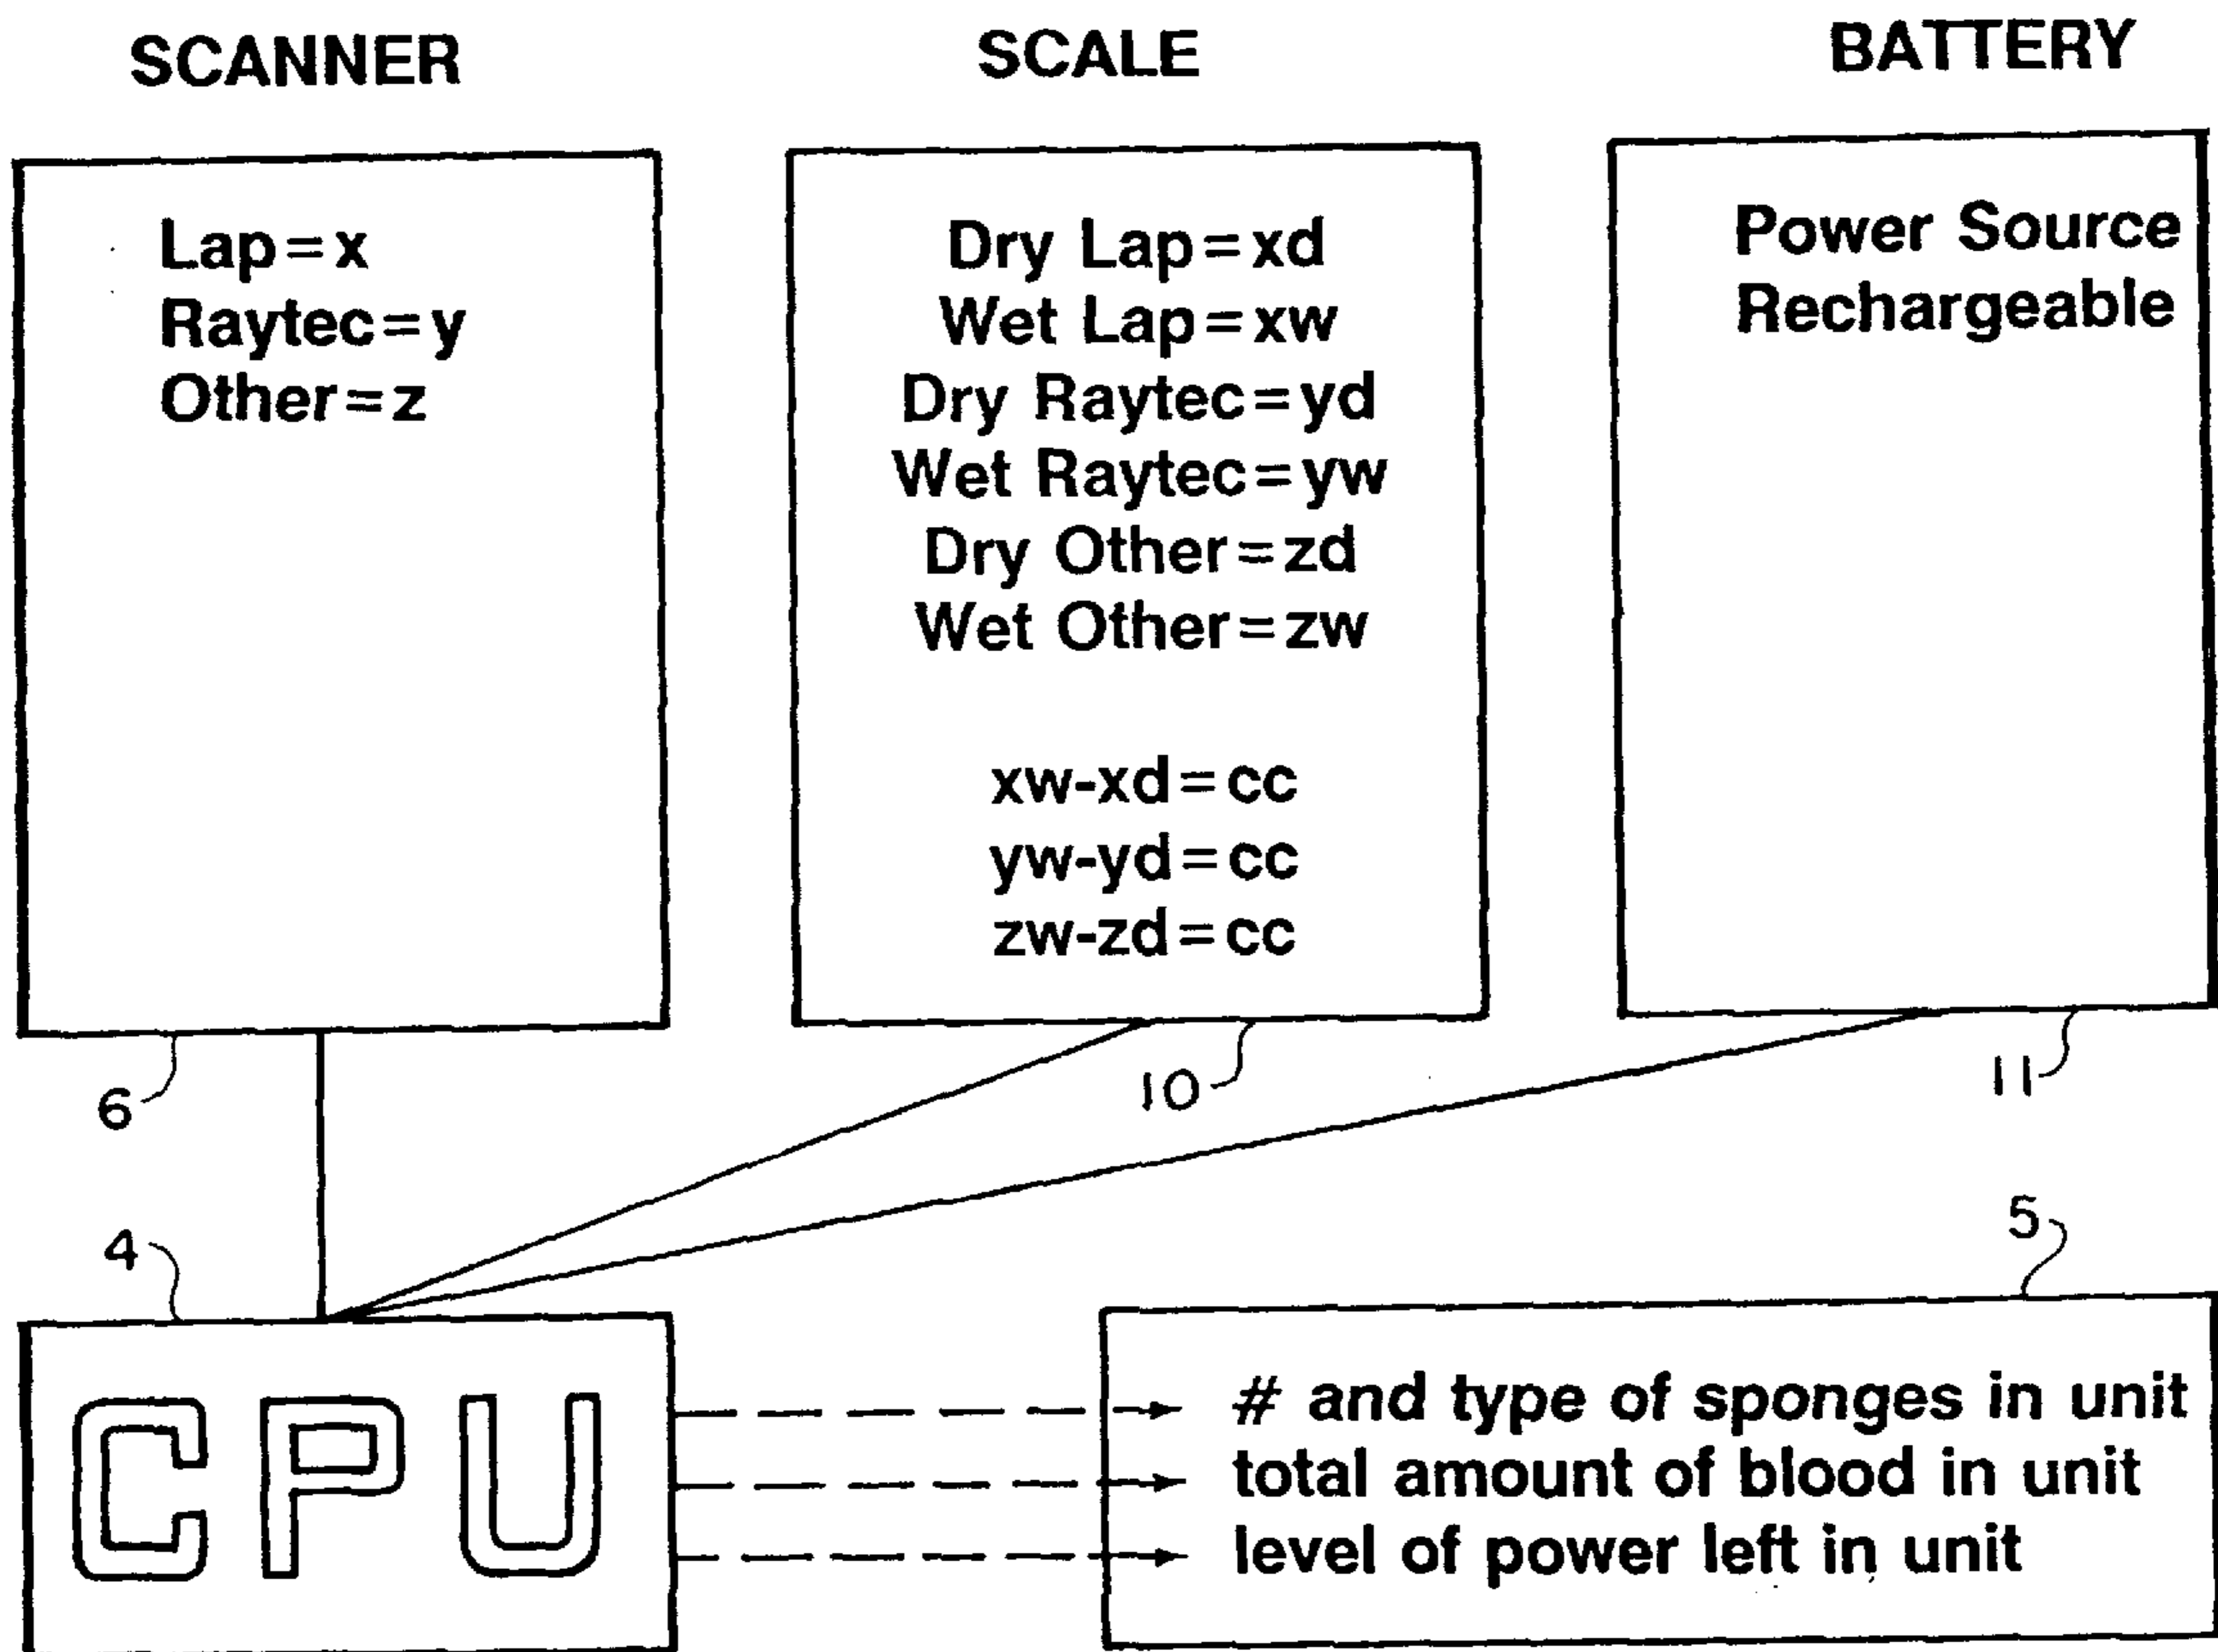 SCANNER
SCALE
BATTERY
Lap=x
Raytec=y
Other=z
Dry Lap=xd
Wet Lap=xw
Dry Raytec=yd
Wet Raytec=yw
Dry Other=zd
Wet Other=zw
xw-xd=cc
yw-yd=cc
zw-zd=cc
Power Source
Rechargeable
6
10
11
4
5
CPU
# and type of sponges in unit
total amount of blood in unit
level of power left in unit